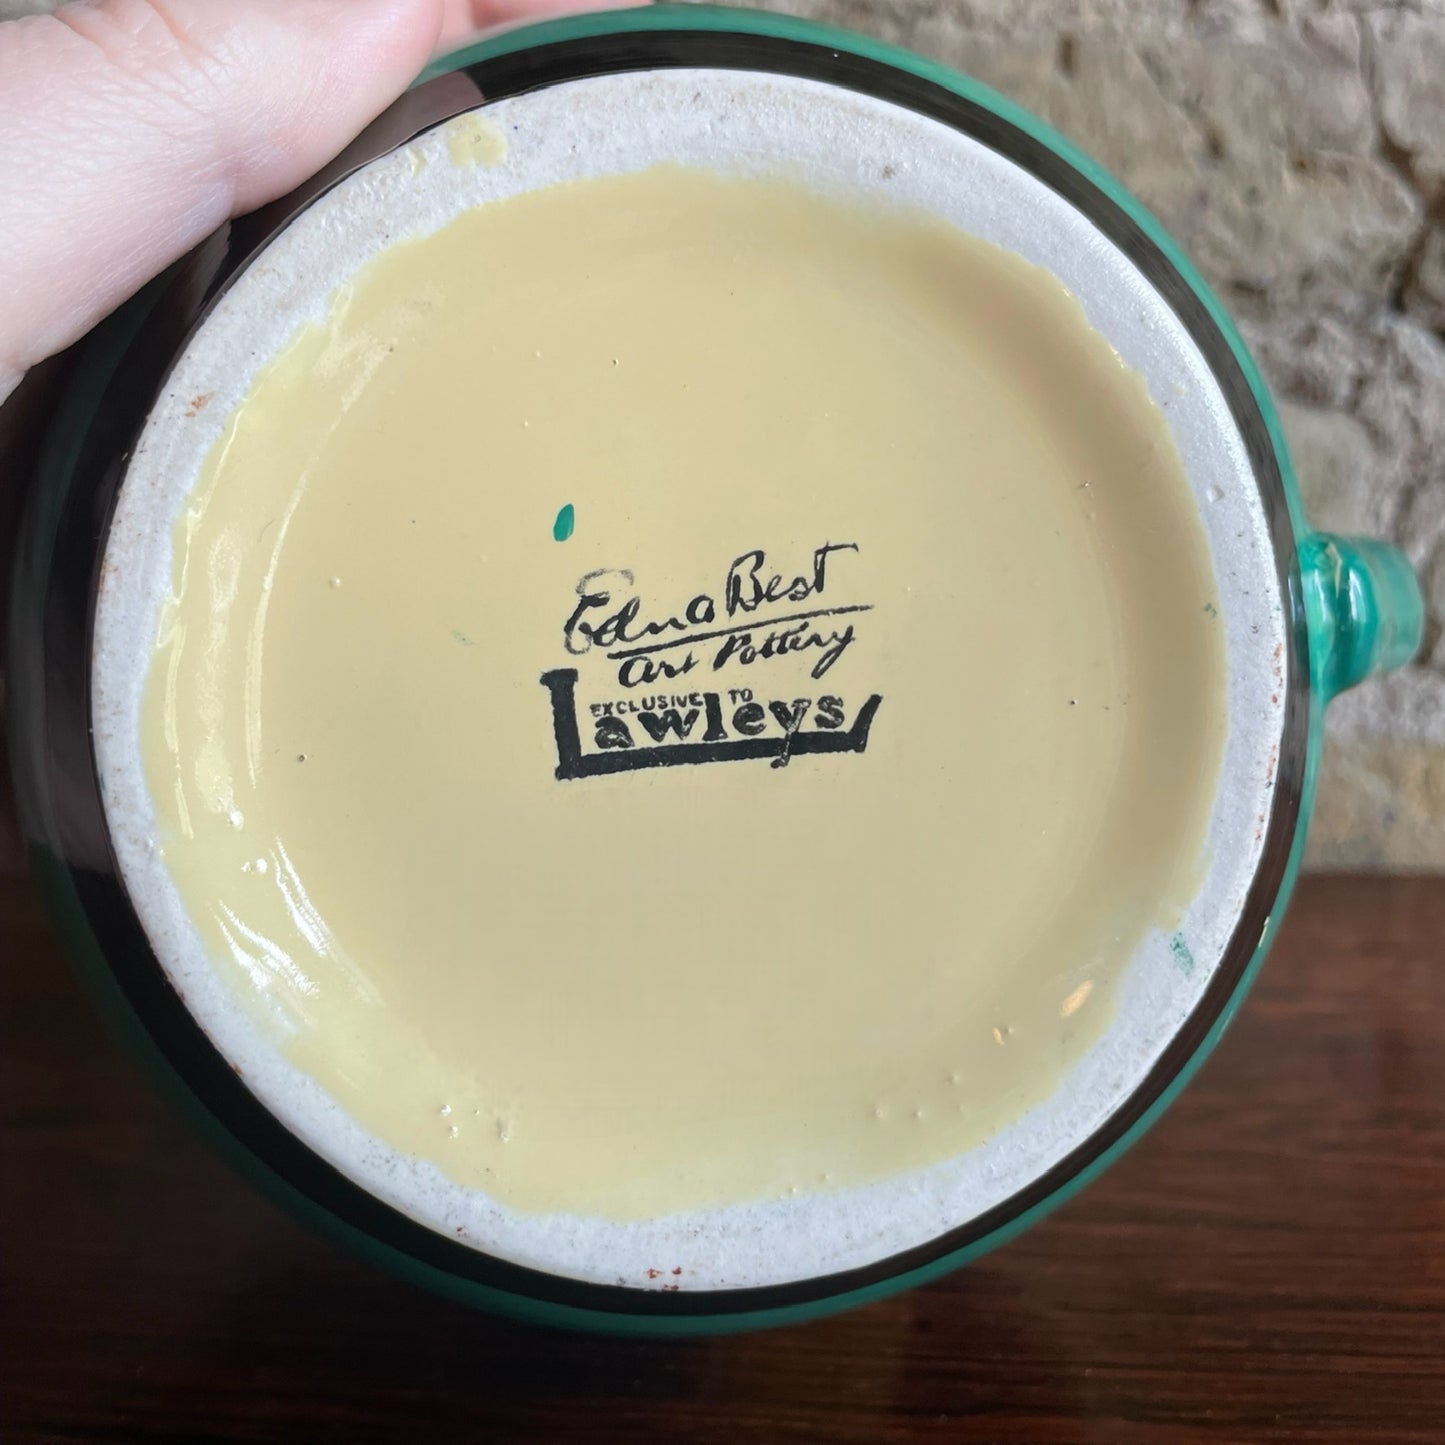 Edna Best
Art Pottery
EXCLUSIVE TO
Lawleys